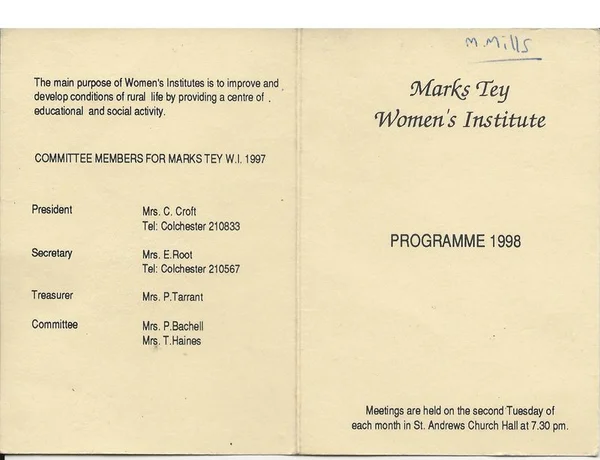 The main purpose of Women's Institutes is to improve and
develop conditions of rural life by providing a centre of
educational and social activity.
COMMITTEE MEMBERS FOR MARKS TEY W.I. 1997
President Mrs. C. Croft
Tel: Colchester 210833
Secretary Mrs. E.Root
Tel: Colchester 210567
Treasurer Mrs. P.Tarrant
Committee Mrs. P.Bachell
Mrs. T.Haines
M.Mills
Marks Tey
Women's Institute
PROGRAMME 1998
Meetings are held on the second Tuesday of
each month in St. Andrews Church Hall at 7.30 pm.